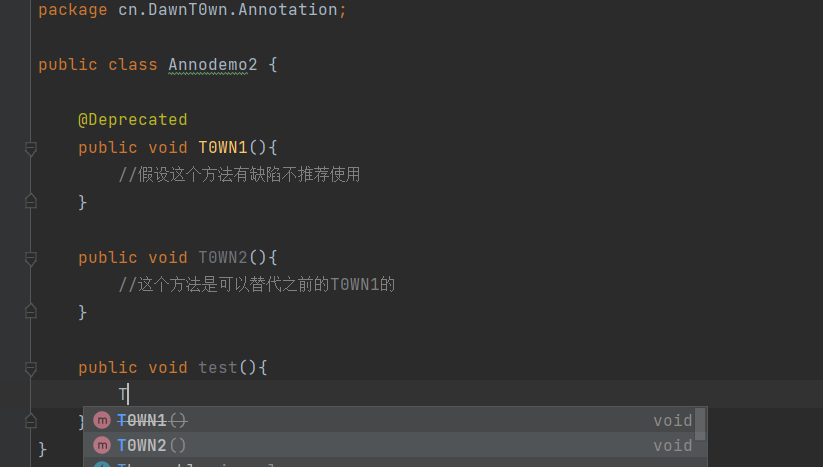 package cn.DawnT0wn.Annotation;
public class Annodemo2 {
@Deprecated
public void T0WN1(){
//假设这个方法有缺陷不推荐使用
}
public void T0WN2(){
//这个方法是可以替代之前的T0WN1的
}
public void test(){
T
}
m T0WN1() void
m T0WN2() void
}